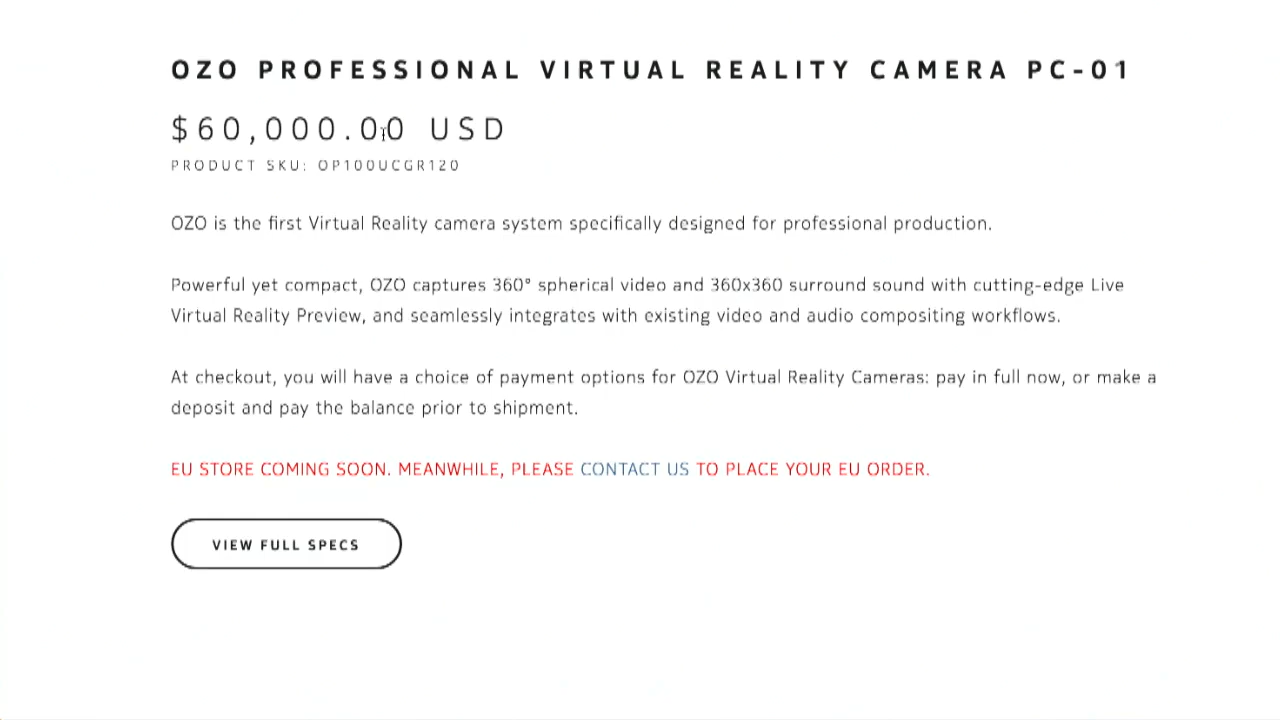 OZO PROFESSIONAL VIRTUAL REALITY CAMERA PC-01
$60,000.00 USD
PRODUCT SKU: OP100UCGR120
OZO is the first Virtual Reality camera system specifically designed for professional production.
Powerful yet compact, OZO captures 360° spherical video and 360x360 surround sound with cutting-edge Live
Virtual Reality Preview, and seamlessly integrates with existing video and audio compositing workflows.
At checkout, you will have a choice of payment options for OZO Virtual Reality Cameras: pay in full now, or make a
deposit and pay the balance prior to shipment.
EU STORE COMING SOON. MEANWHILE, PLEASE CONTACT US TO PLACE YOUR EU ORDER.
VIEW FULL SPECS